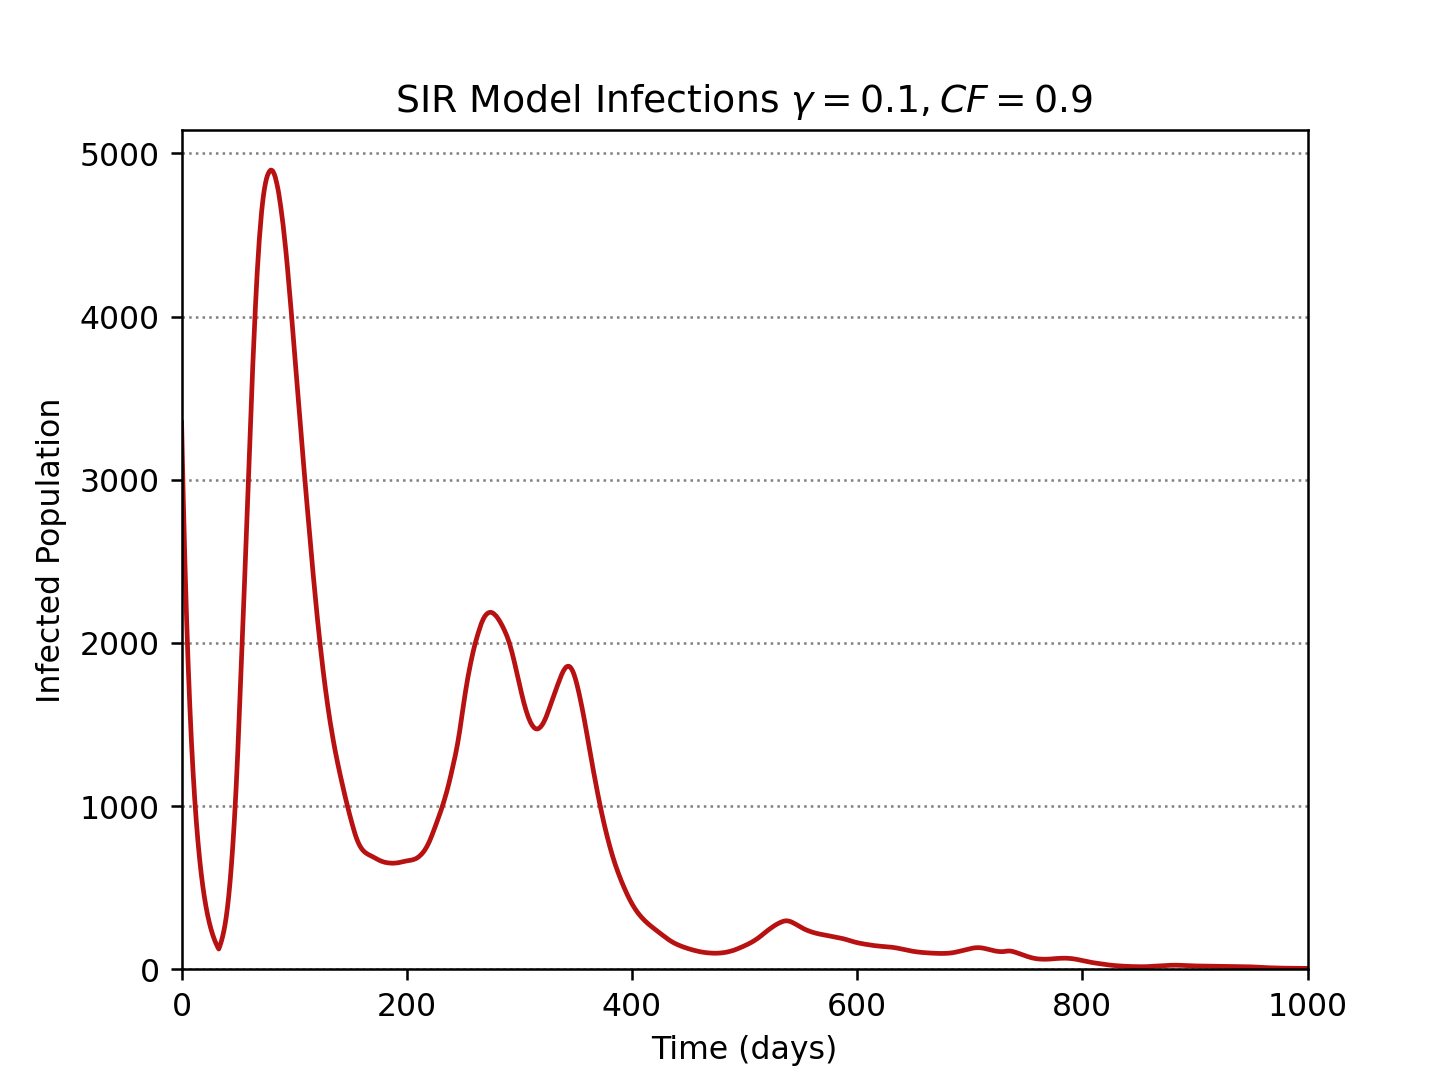 SIR Model Infections γ = 0.1, CF = 0.9
5000
4000
3000
2000
1000
0
Infected Population
0 200 400 600 800 1000
Time (days)